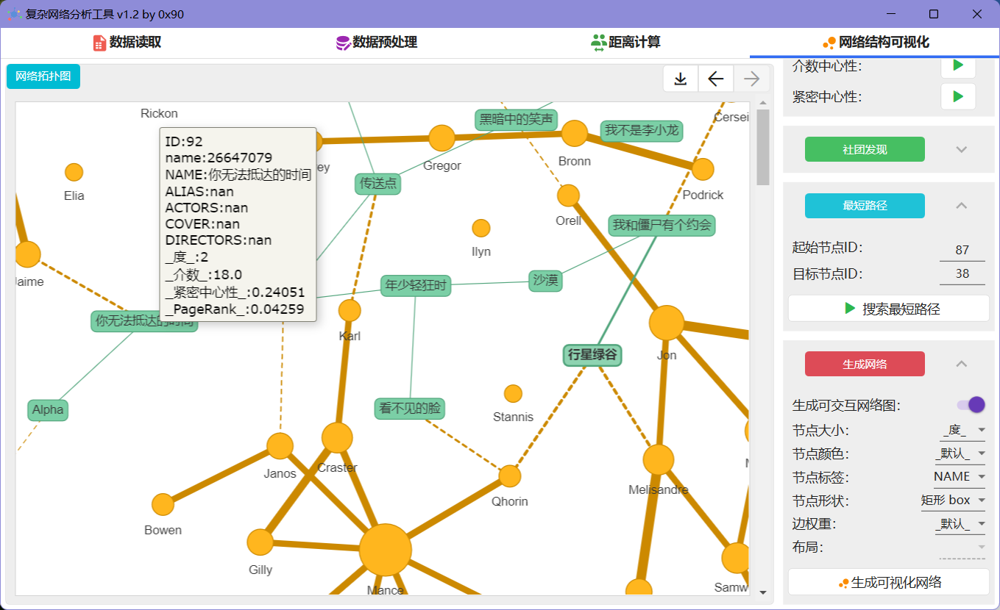 复杂网络分析工具 v1.2 by 0x90
数据读取
数据预处理
距离计算
网络结构可视化
网络拓扑图
介数中心性:
紧密中心性:
社团发现
最短路径
起始节点ID: 87
目标节点ID: 38
搜索最短路径
生成网络
生成可交互网络图:
节点大小: _度_
节点颜色: _默认_
节点标签: NAME
节点形状: 矩形 box
边权重: _默认_
布局:
生成可视化网络
Rickon
黑暗中的笑声
Cersei
我不是李小龙
ID:92
name:26647079
NAME:你无法抵达的时间
ALIAS:nan
ACTORS:nan
COVER:nan
DIRECTORS:nan
_度_:2
_介数_:18.0
_紧密中心性_:0.24051
_PageRank_:0.04259
ey
Gregor
Bronn
Elia
传送点
Podrick
Orell
我和僵尸有个约会
Ilyn
Jaime
年少轻狂时
沙漠
你无法抵达的时间
Karl
行星绿谷
Jon
Alpha
看不见的脸
Stannis
Janos
Craster
Melisandre
Qhorin
Bowen
Gilly
Mance
Samw